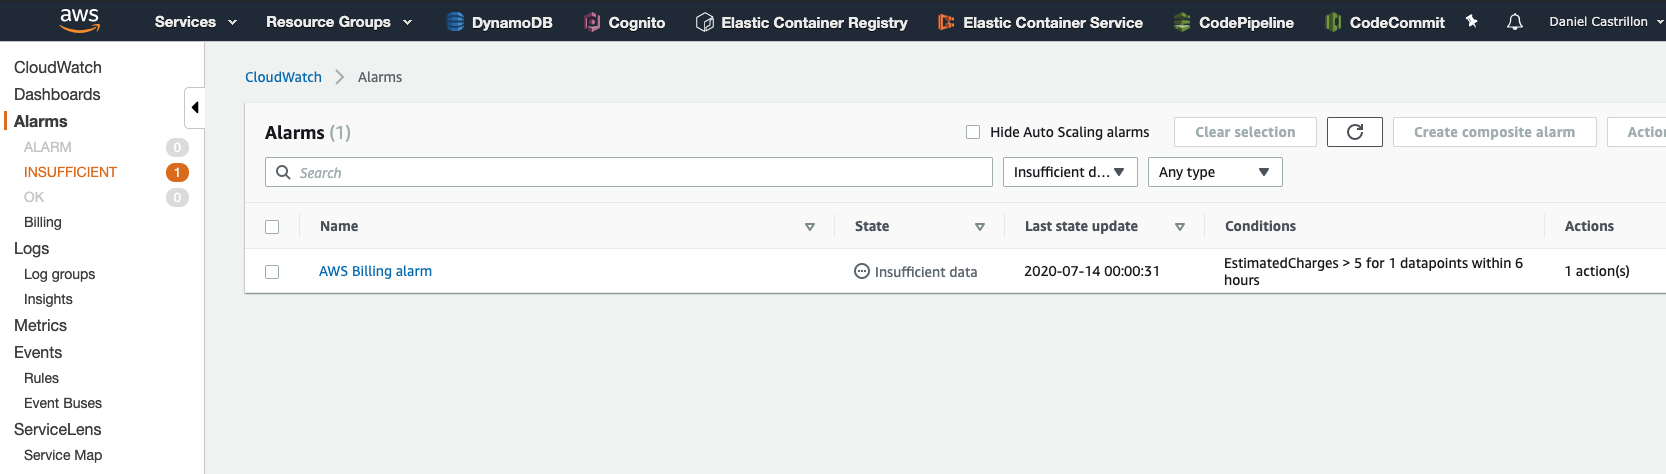 aws
Services
Resource Groups
DynamoDB
Cognito
Elastic Container Registry
Elastic Container Service
CodePipeline
CodeCommit
Daniel Castrillon
CloudWatch
Dashboards
Alarms
ALARM 0
INSUFFICIENT 1
OK 0
Billing
Logs
Log groups
Insights
Metrics
Events
Rules
Event Buses
ServiceLens
Service Map
CloudWatch > Alarms
Alarms (1)
Hide Auto Scaling alarms
Clear selection
Create composite alarm
Actio
Search
Insufficient d...
Any type
Name
State
Last state update
Conditions
Actions
AWS Billing alarm
Insufficient data
2020-07-14 00:00:31
EstimatedCharges > 5 for 1 datapoints within 6
hours
1 action(s)